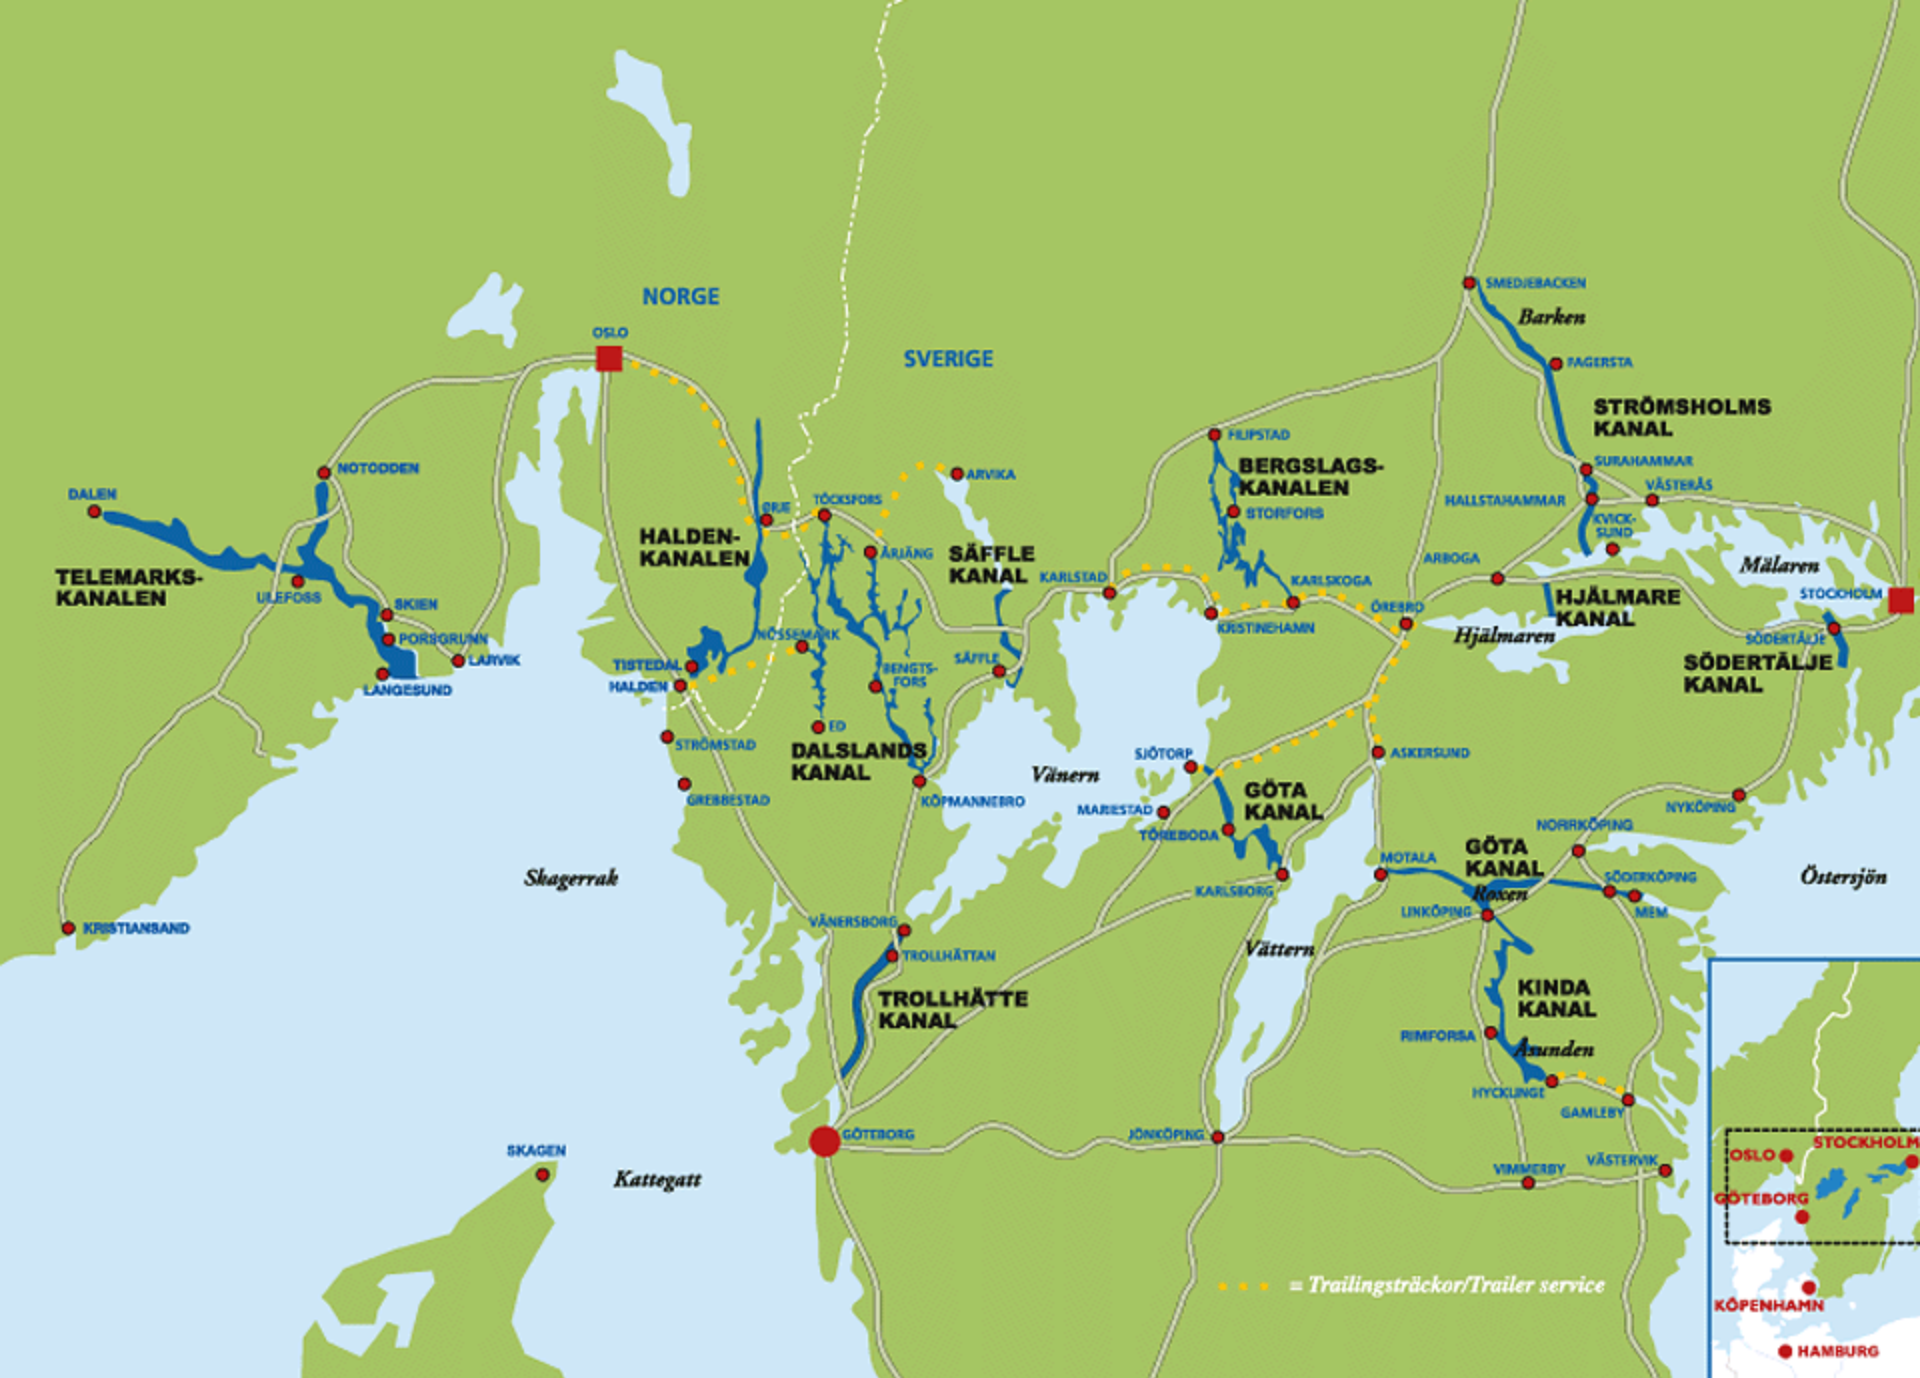 NORGE
OSLO
SVERIGE
SMEDJEBACKEN
Barken
FAGERSTA
STRÖMSHOLMS
KANAL
FILIPSTAD
BERGSLAGS-
KANALEN
STORFORS
SURAHAMMAR
VÄSTERÅS
HALLSTAHAMMAR
KVICK-
SUND
NOTODDEN
DALEN
ARVIKA
TÖCKSFORS
ØRJE
HALDEN-
KANALEN
ÅRJÄNG
SÄFFLE
KANAL
KARLSTAD
ARBOGA
Mälaren
TELEMARKS-
KANALEN
ULEFOSS
SKIEN
PORSGRUNN
LARVIK
LANGESUND
KARLSKOGA
ÖREBRO
KRISTINEHAMN
HJÄLMARE
KANAL
Hjälmaren
STOCKHOLM
SÖDERTÄLJE
SÖDERTÄLJE
KANAL
NÖSSEMARK
TISTEDAL
HALDEN
BENGTS-
FORS
SÄFFLE
ED
STRÖMSTAD
DALSLANDS
KANAL
GREBBESTAD
KÖPMANNEBRO
Vänern
SJÖTORP
ASKERSUND
MARIESTAD
GÖTA
KANAL
TÖREBODA
NYKÖPING
NORRKÖPING
MOTALA
GÖTA
KANAL
Roxen
SÖDERKÖPING
MEM
Östersjön
Skagerrak
KARLSBORG
LINKÖPING
KRISTIANSAND
VÄNERSBORG
TROLLHÄTTAN
Vättern
TROLLHÄTTE
KANAL
KINDA
KANAL
RIMFORSA
Åsunden
HYCKLINGE
GAMLEBY
GÖTEBORG
JÖNKÖPING
SKAGEN
Kattegatt
VIMMERBY
VÄSTERVIK
= Trailingsträckor/Trailer service
STOCKHOLM
OSLO
GÖTEBORG
KÖPENHAMN
HAMBURG